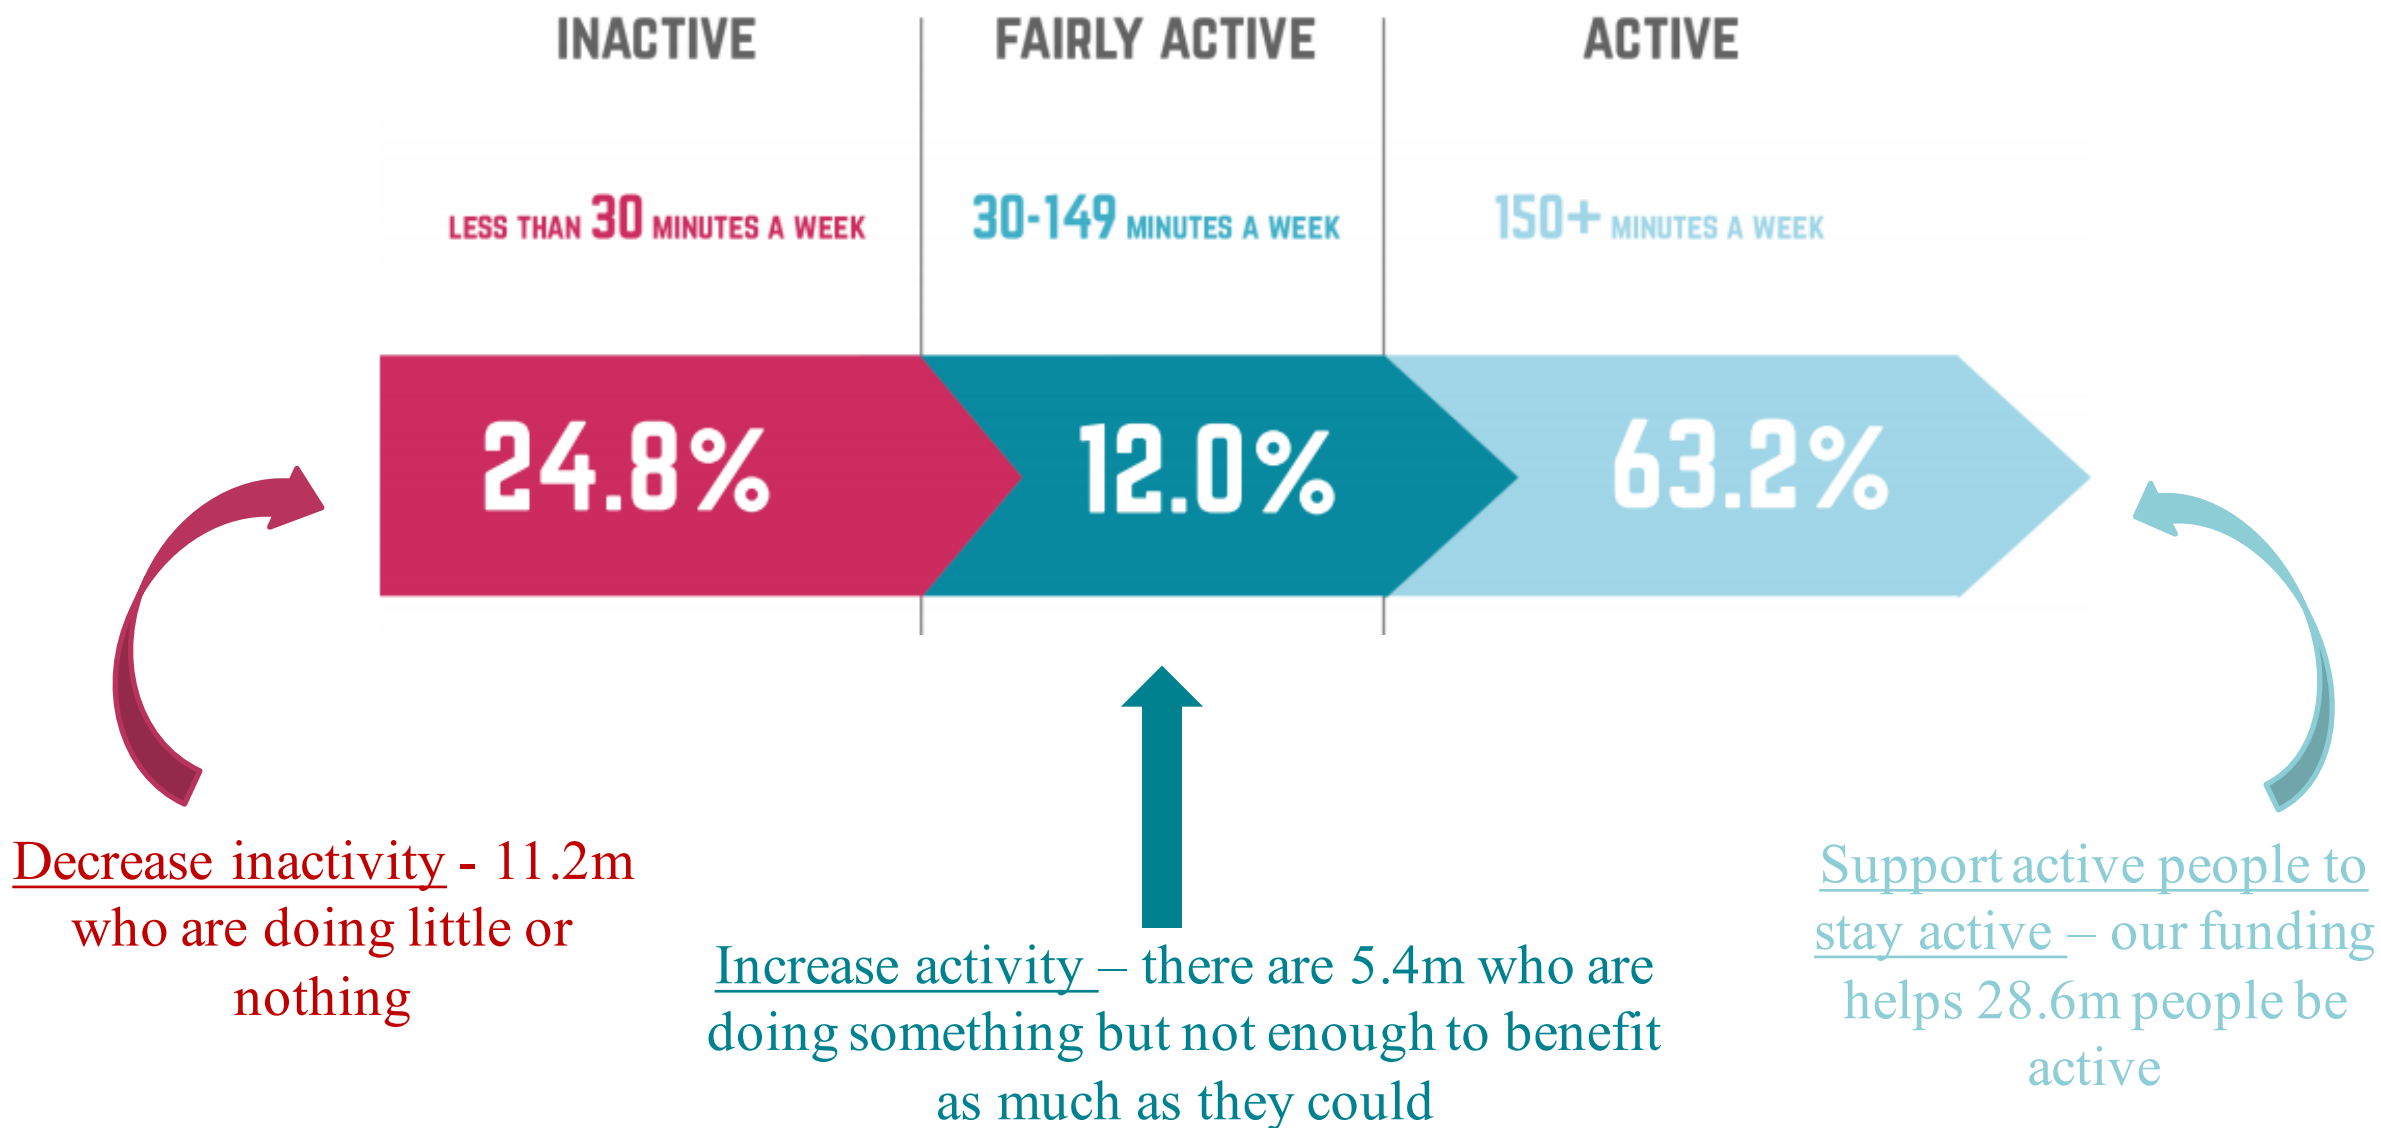 INACTIVE
FAIRLY ACTIVE
ACTIVE
LESS THAN 30 MINUTES A WEEK
30-149 MINUTES A WEEK
150+ MINUTES A WEEK
24.8%
12.0%
63.2%
Decrease inactivity - 11.2m
who are doing little or
nothing
Increase activity – there are 5.4m who are
doing something but not enough to benefit
as much as they could
Support active people to
stay active – our funding
helps 28.6m people be
active